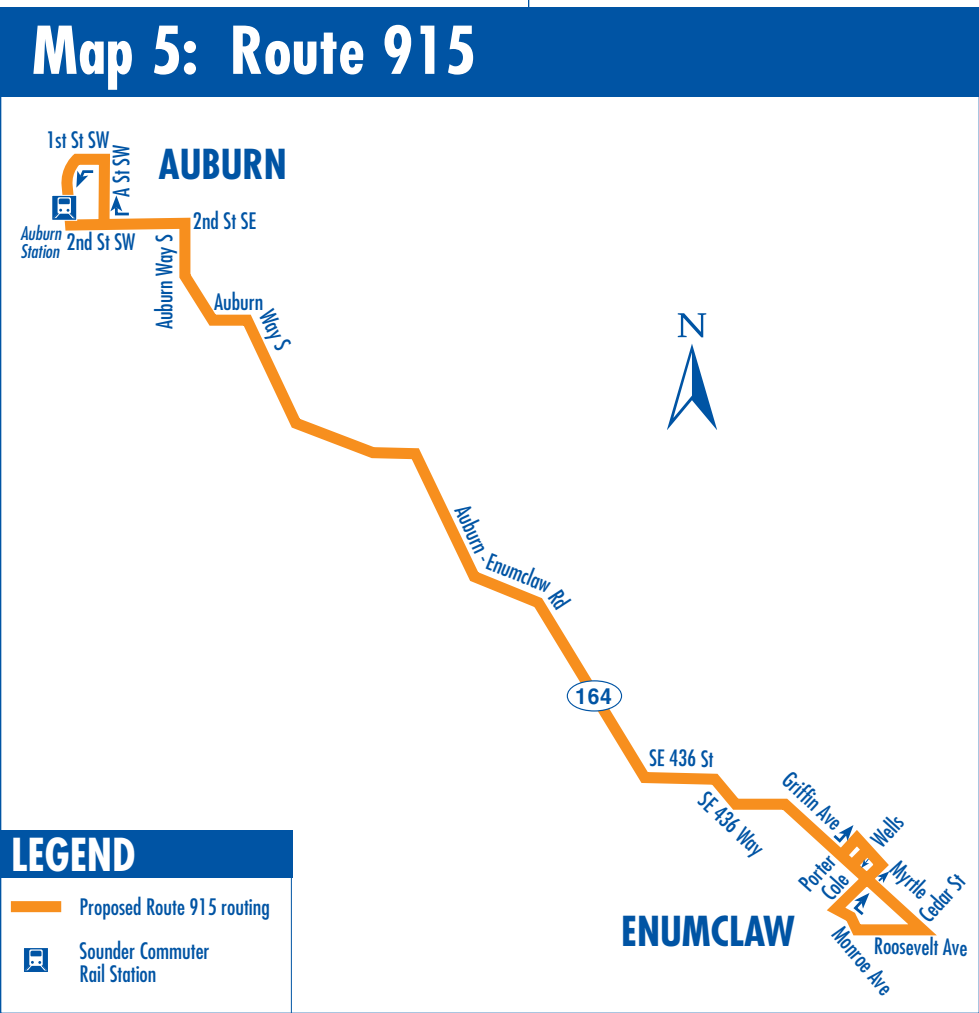 Map 5: Route 915
1st St SW
A St SW
AUBURN
Auburn
Station
2nd St SW
2nd St SE
Auburn Way S
Auburn
Way S
N
Auburn - Enumclaw Rd
164
SE 436 St
SE 436 Way
Griffin Ave
Wells
Porter
Cole
Myrtle
Cedar St
ENUMCLAW
Monroe Ave
Roosevelt Ave
LEGEND
Proposed Route 915 routing
Sounder Commuter
Rail Station